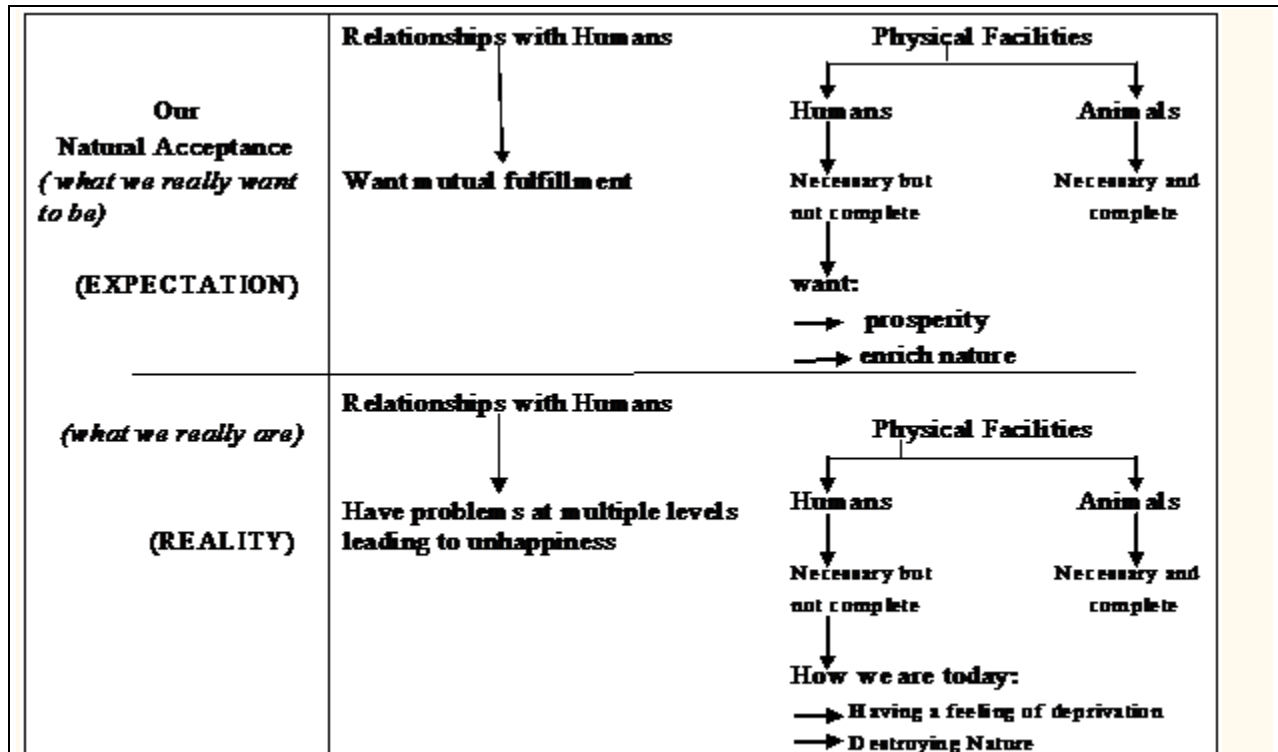 Our
Natural Acceptance
(what we really want
to be)
(EXPECTATION)
Relationships with Humans
Want mutual fulfillment
Physical Facilities
Humans
Animals
Necessary but
not complete
Necessary and
complete
want:
prosperity
enrich nature
(what we really are)
(REALITY)
Relationships with Humans
Have problems at multiple levels
leading to unhappiness
Physical Facilities
Humans
Animals
Necessary but
not complete
Necessary and
complete
How we are today:
Having a feeling of deprivation
Destroying Nature